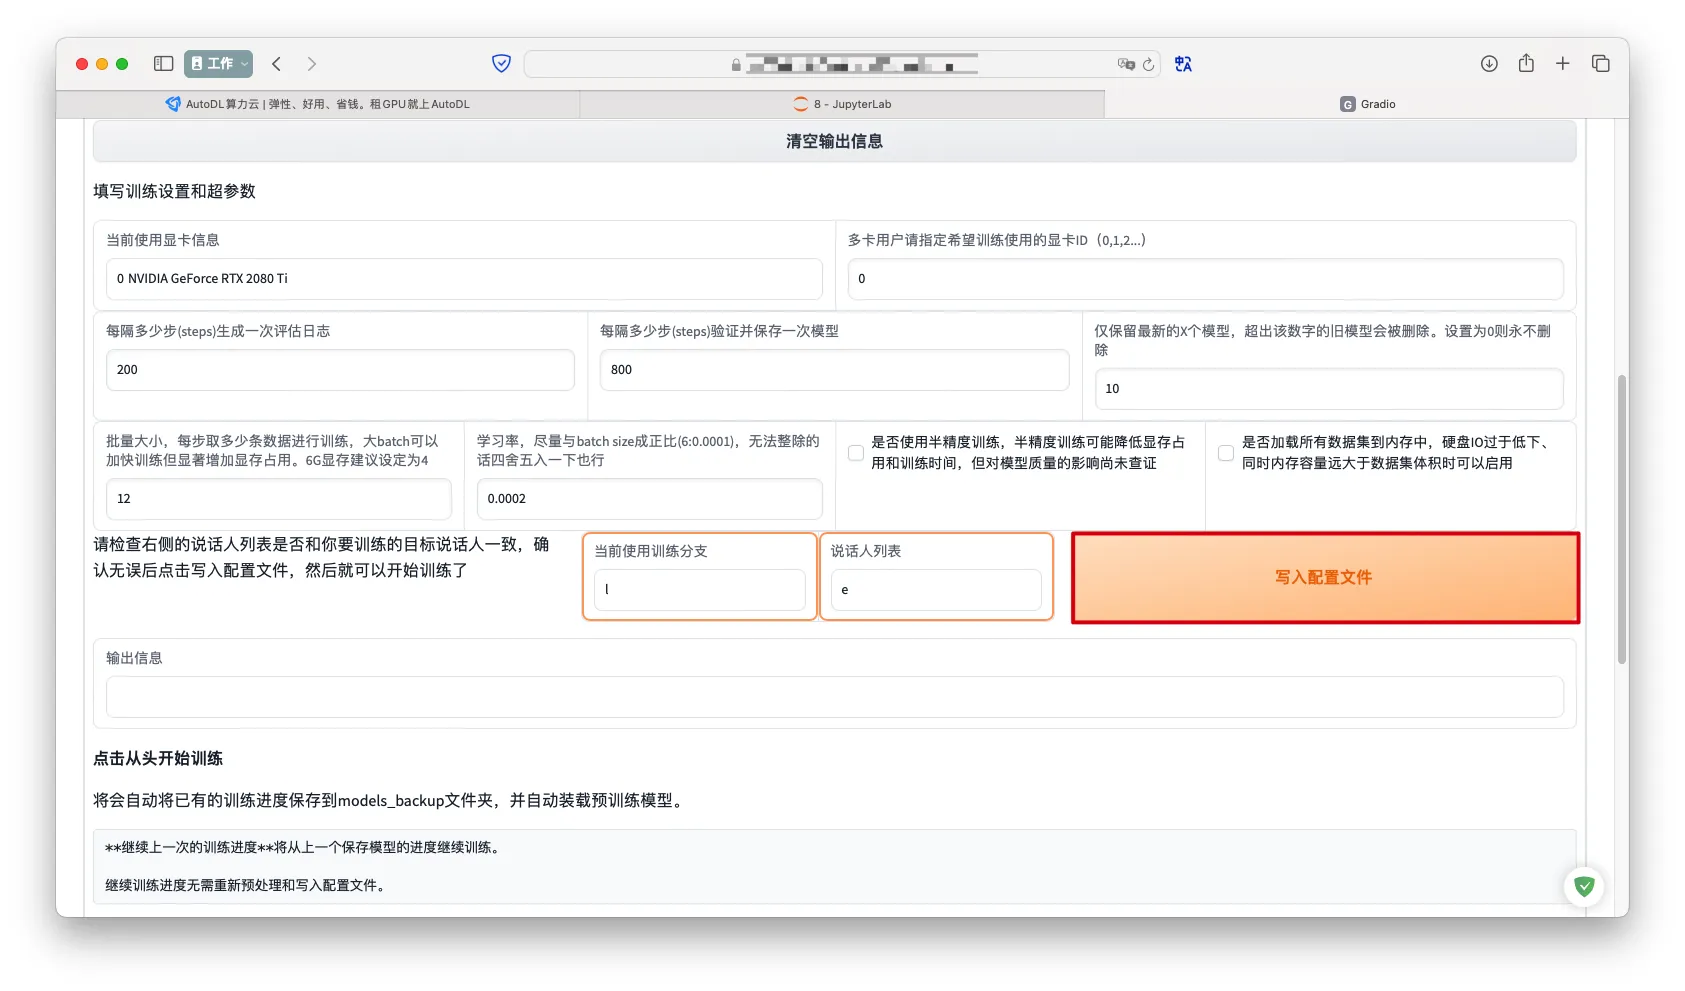 工作
AutoDL算力云 | 弹性、好用、省钱。租GPU就上AutoDL
8 - JupyterLab
G Gradio
清空输出信息
填写训练设置和超参数
当前使用显卡信息
多卡用户请指定希望训练使用的显卡ID（0,1,2...）
0 NVIDIA GeForce RTX 2080 Ti
0
每隔多少步(steps)生成一次评估日志
每隔多少步(steps)验证并保存一次模型
仅保留最新的X个模型，超出该数字的旧模型会被删除。设置为0则永不删
除
200
800
10
批量大小，每步取多少条数据进行训练，大batch可以
加快训练但显著增加显存占用。6G显存建议设定为4
学习率，尽量与batch size成正比(6:0.0001)，无法整除的
话四舍五入一下也行
是否使用半精度训练，半精度训练可能降低显存占
用和训练时间，但对模型质量的影响尚未查证
是否加载所有数据集到内存中，硬盘IO过于低下、
同时内存容量远大于数据集体积时可以启用
12
0.0002
请检查右侧的说话人列表是否和你要训练的目标说话人一致，确
认无误后点击写入配置文件，然后就可以开始训练了
当前使用训练分支
l
说话人列表
e
写入配置文件
输出信息
点击从头开始训练
将会自动将已有的训练进度保存到models_backup文件夹，并自动装载预训练模型。
**继续上一次的训练进度**将从上一个保存模型的进度继续训练。
继续训练进度无需重新预处理和写入配置文件。